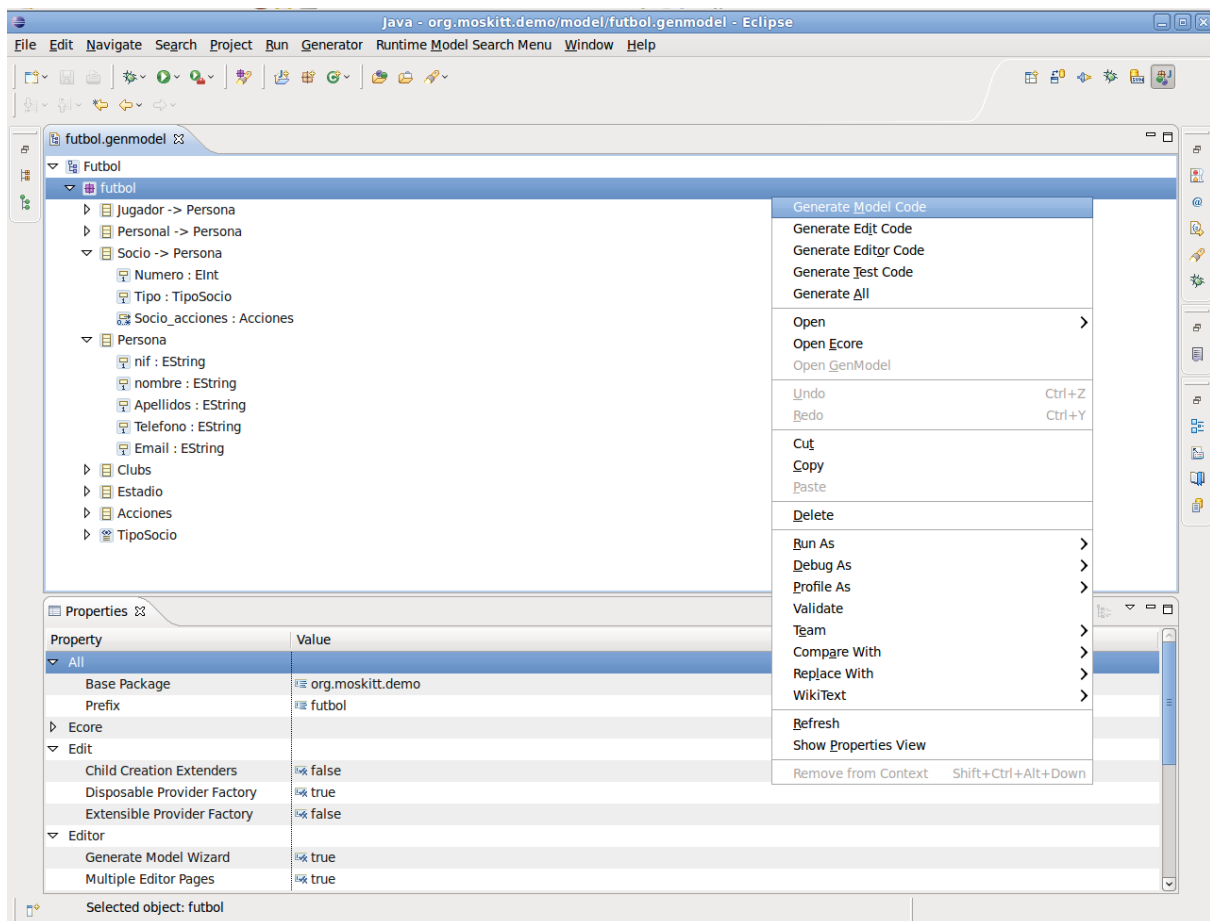 Java - org.moskitt.demo/model/futbol.genmodel - Eclipse
File Edit Navigate Search Project Run Generator Runtime Model Search Menu Window Help
futbol.genmodel
Futbol
futbol
Jugador -> Persona
Personal -> Persona
Socio -> Persona
Numero : EInt
Tipo : TipoSocio
Socio_acciones : Acciones
Persona
nif : EString
nombre : EString
Apellidos : EString
Telefono : EString
Email : EString
Clubs
Estadio
Acciones
TipoSocio
Generate Model Code
Generate Edit Code
Generate Editor Code
Generate Test Code
Generate All
Open
Open Ecore
Open GenModel
Undo Ctrl+Z
Redo Ctrl+Y
Cut
Copy
Paste
Delete
Run As
Debug As
Profile As
Validate
Team
Compare With
Replace With
WikiText
Refresh
Show Properties View
Remove from Context Shift+Ctrl+Alt+Down
Properties
Property Value
All
Base Package org.moskitt.demo
Prefix futbol
Ecore
Edit
Child Creation Extenders false
Disposable Provider Factory true
Extensible Provider Factory false
Editor
Generate Model Wizard true
Multiple Editor Pages true
Selected object: futbol